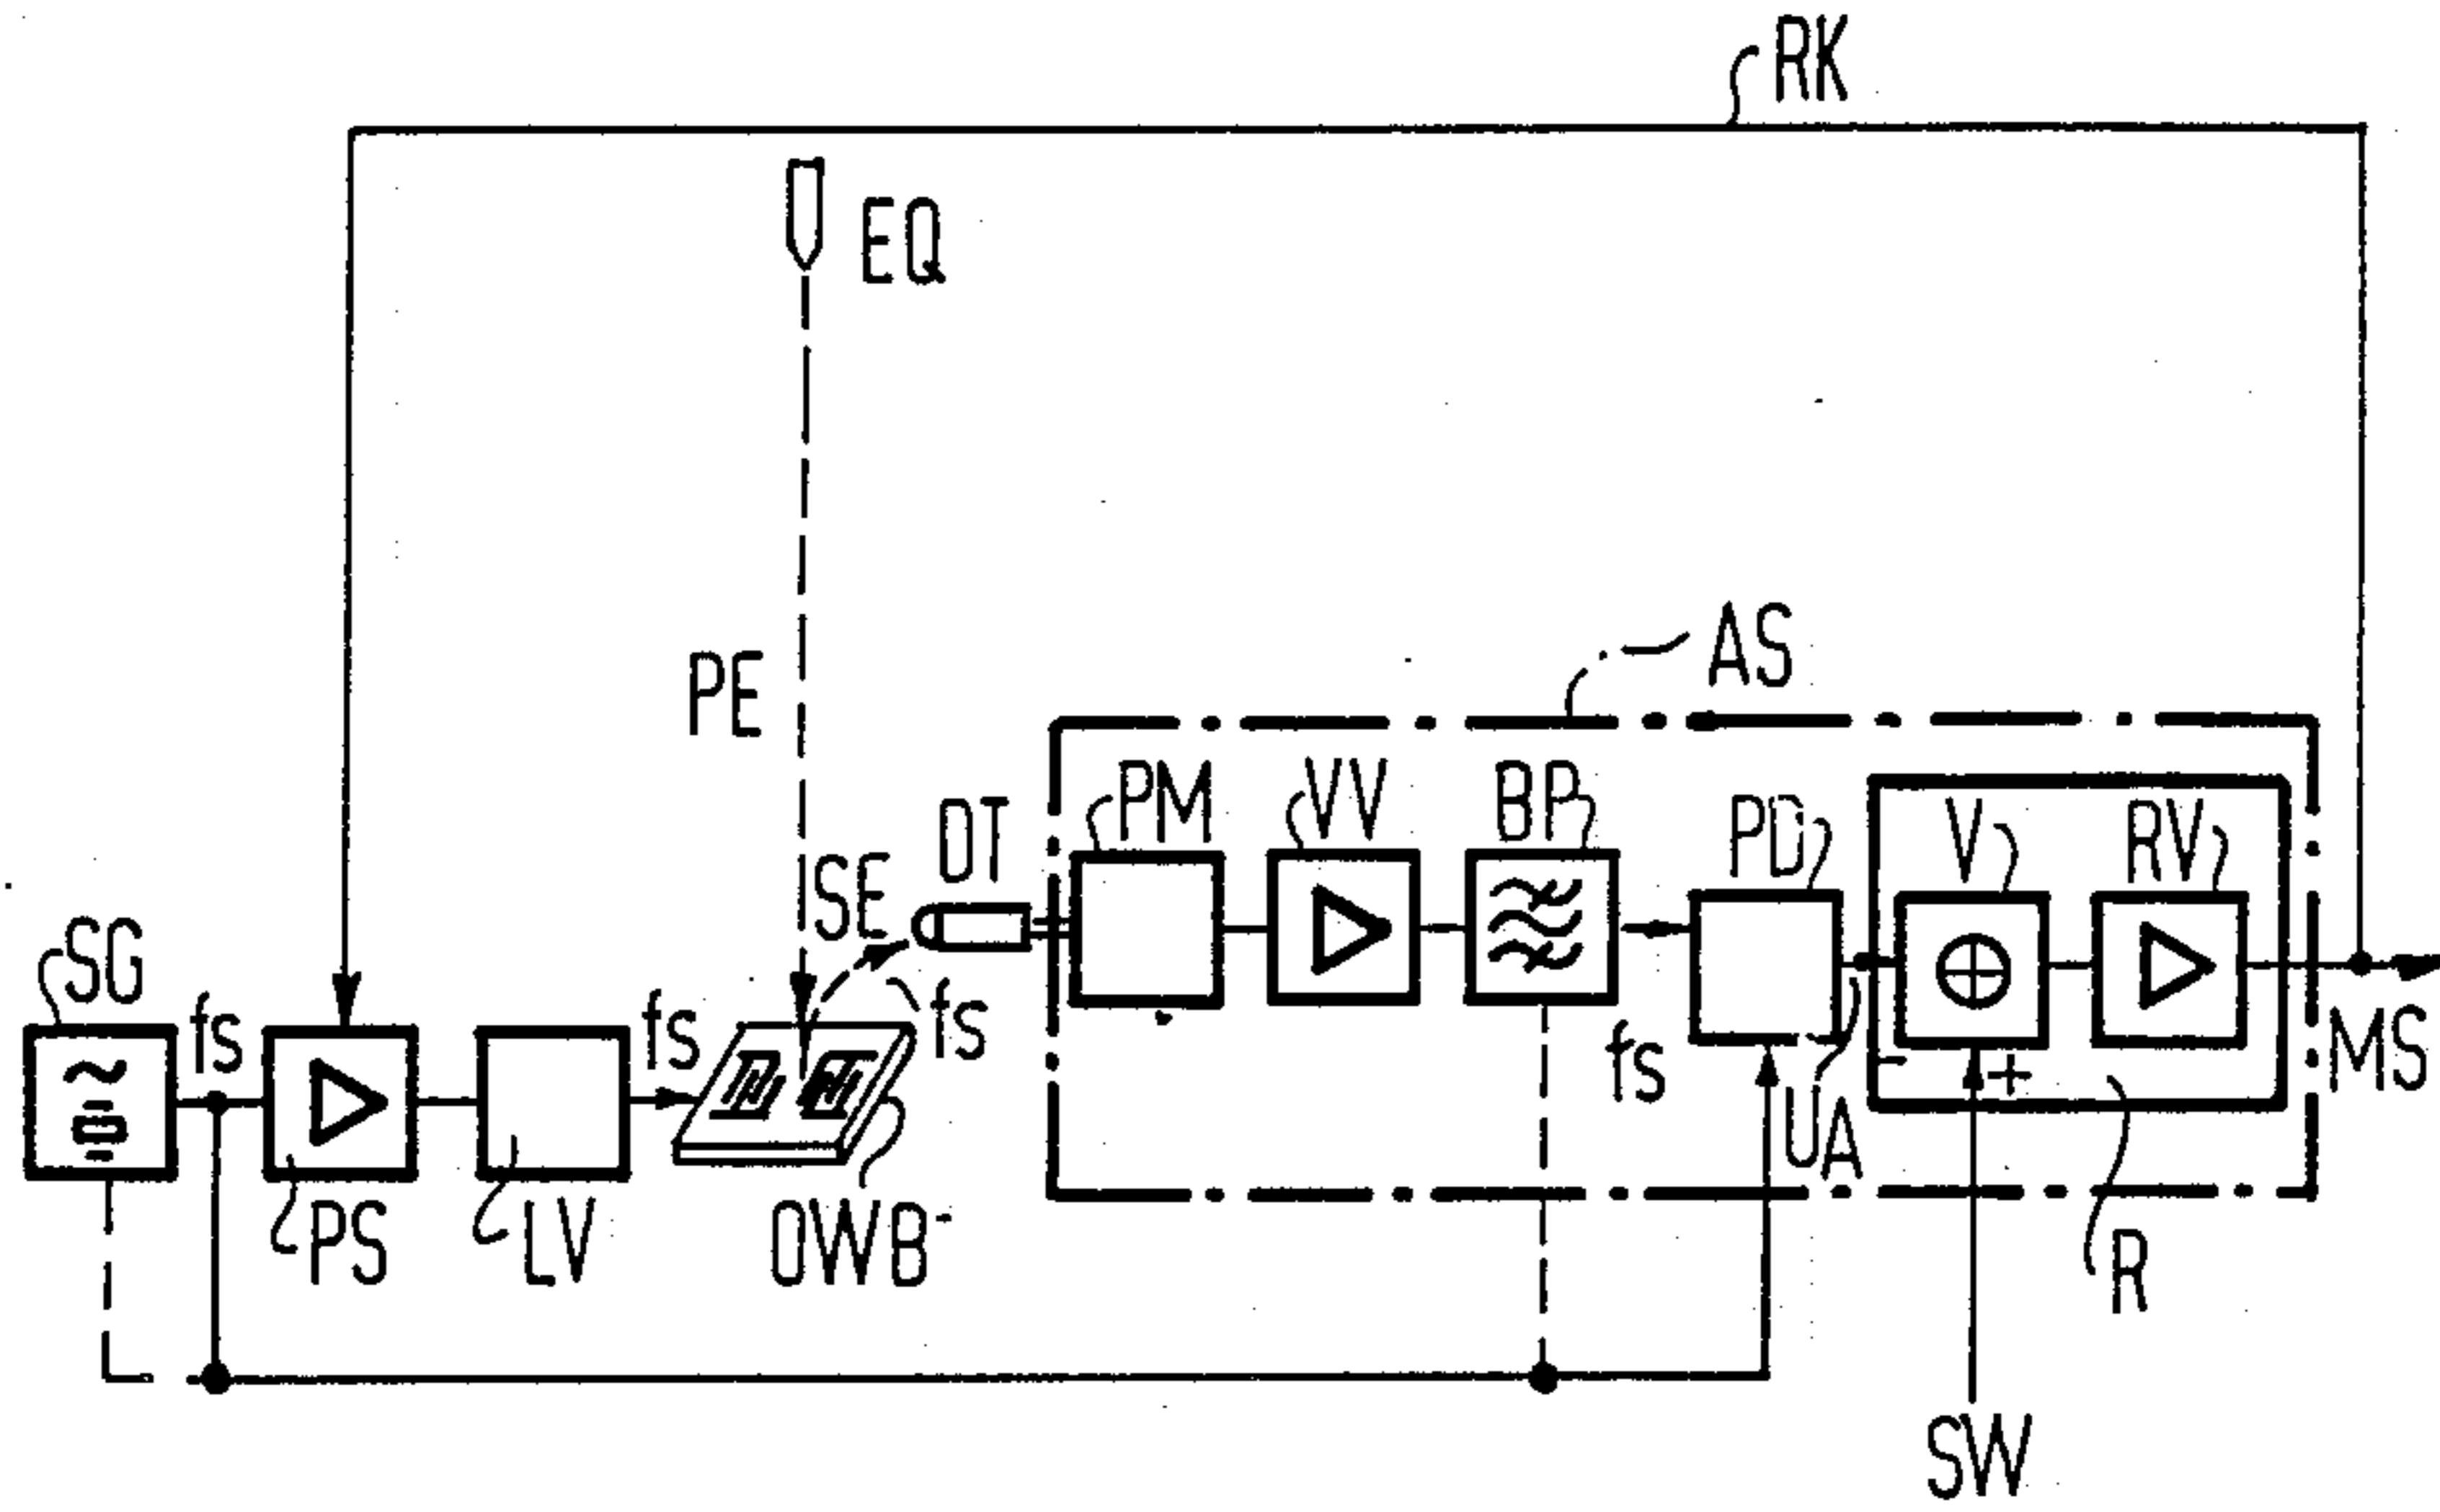 RK
EQ
PE
AS
SE
DT
PM
VV
BP
PD
V
RV
SG
fs
fs
fs
fs
MS
PS
LV
OWB
UA
−
+
R
SW